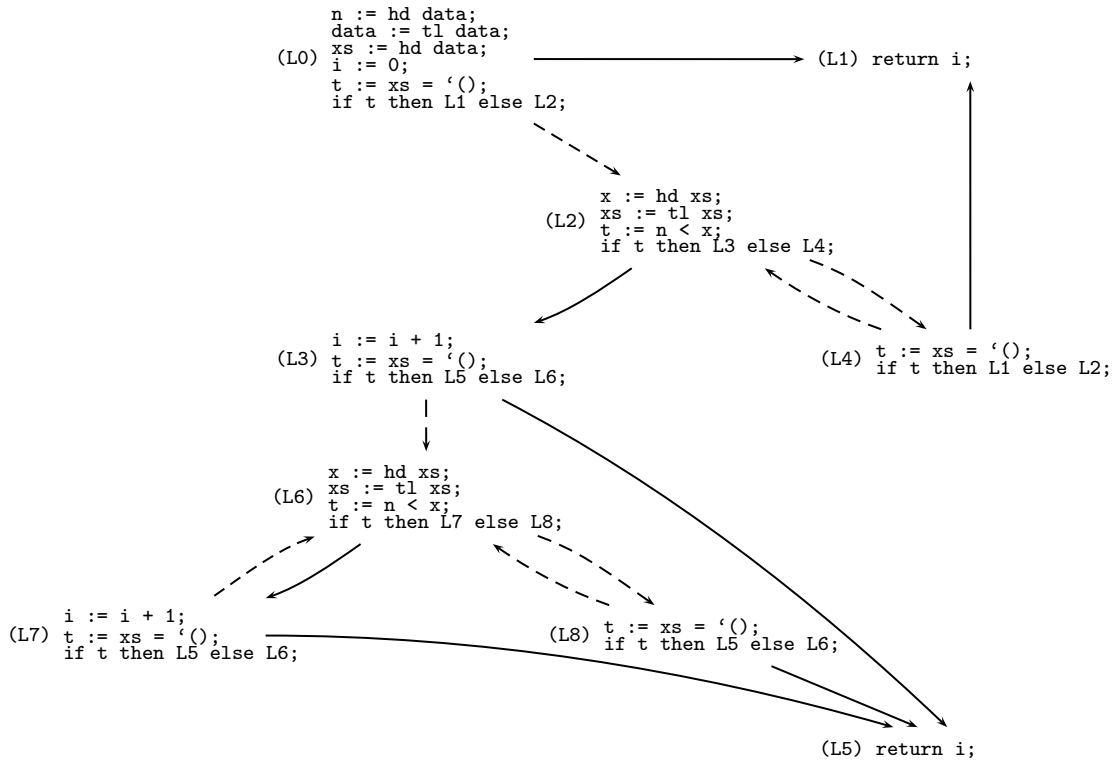 n := hd data;
data := tl data;
(L0) xs := hd data;
i := 0;
t := xs = ‘();
if t then L1 else L2;
(L1) return i;
x := hd xs;
(L2) xs := tl xs;
t := n < x;
if t then L3 else L4;
i := i + 1;
(L3) t := xs = ‘();
if t then L5 else L6;
(L4) t := xs = ‘();
if t then L1 else L2;
x := hd xs;
(L6) xs := tl xs;
t := n < x;
if t then L7 else L8;
i := i + 1;
(L7) t := xs = ‘();
if t then L5 else L6;
(L8) t := xs = ‘();
if t then L5 else L6;
(L5) return i;